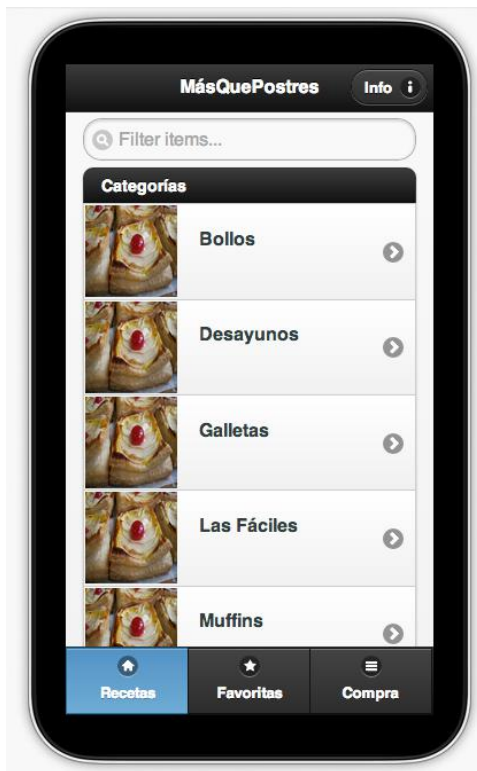 MásQuePostres Info i
Filter items...
Categorías
Bollos
Desayunos
Galletas
Las Fáciles
Muffins
Recetas Favoritas Compra